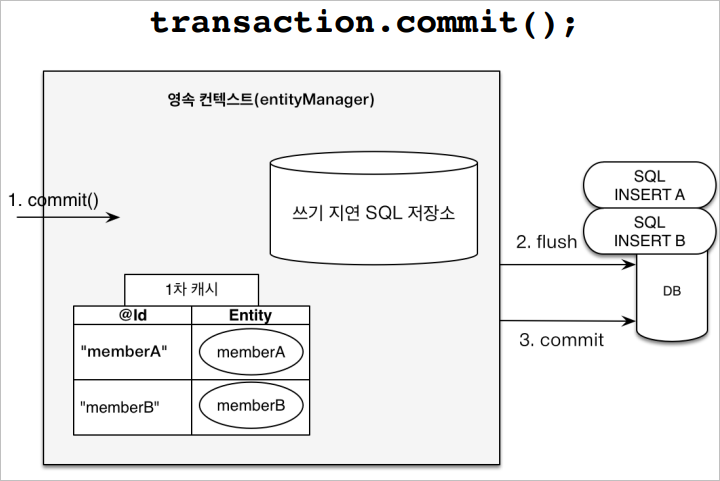 transaction.commit();
영속 컨텍스트(entityManager)
1. commit()
쓰기 지연 SQL 저장소
SQL
INSERT A
SQL
INSERT B
2. flush
DB
3. commit
1차 캐시
@Id Entity
"memberA" memberA
"memberB" memberB